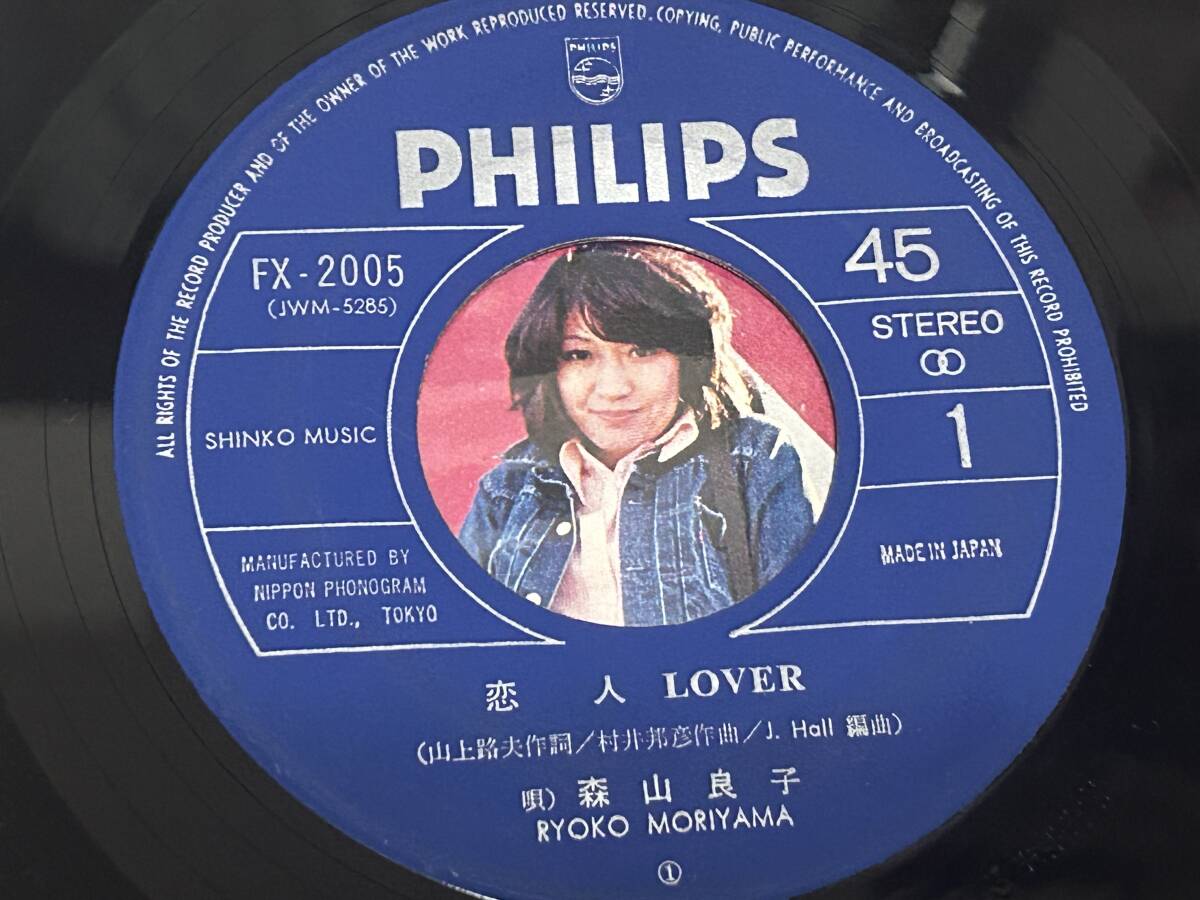 ALL RIGHTS OF THE RECORD PRODUCER AND OF THE OWNER OF THE WORK REPRODUCED RESERVED. COPYING, PUBLIC PERFORMANCE AND BROADCASTING OF THIS RECORD PROHIBITED
PHILIPS
PHILIPS
FX-2005
(JWM-5285)
SHINKO MUSIC
MANUFACTURED BY
NIPPON PHONOGRAM
CO. LTD., TOKYO
45
STEREO
1
MADE IN JAPAN
恋 人 LOVER
(山上路夫作詞/村井邦彦作曲/J. Hall 編曲)
唄) 森 山 良 子
RYOKO MORIYAMA
①